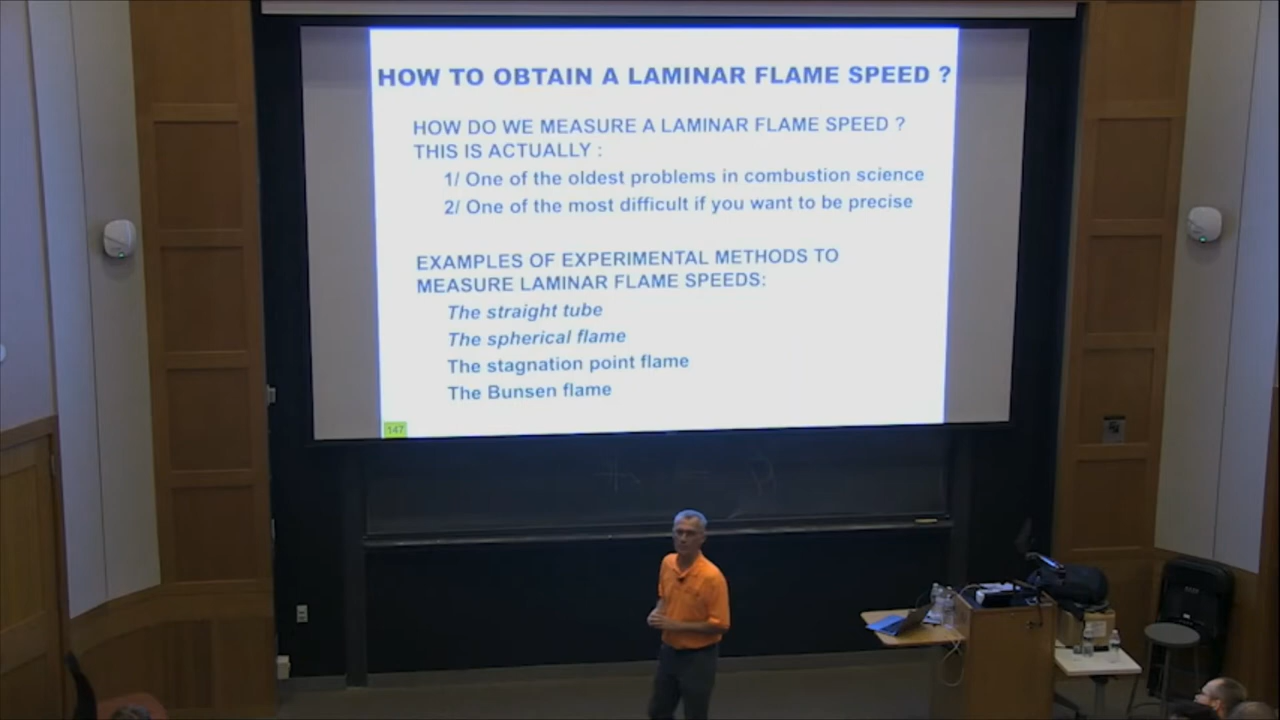 HOW TO OBTAIN A LAMINAR FLAME SPEED ?
HOW DO WE MEASURE A LAMINAR FLAME SPEED ?
THIS IS ACTUALLY :
1/ One of the oldest problems in combustion science
2/ One of the most difficult if you want to be precise
EXAMPLES OF EXPERIMENTAL METHODS TO
MEASURE LAMINAR FLAME SPEEDS:
The straight tube
The spherical flame
The stagnation point flame
The Bunsen flame
147